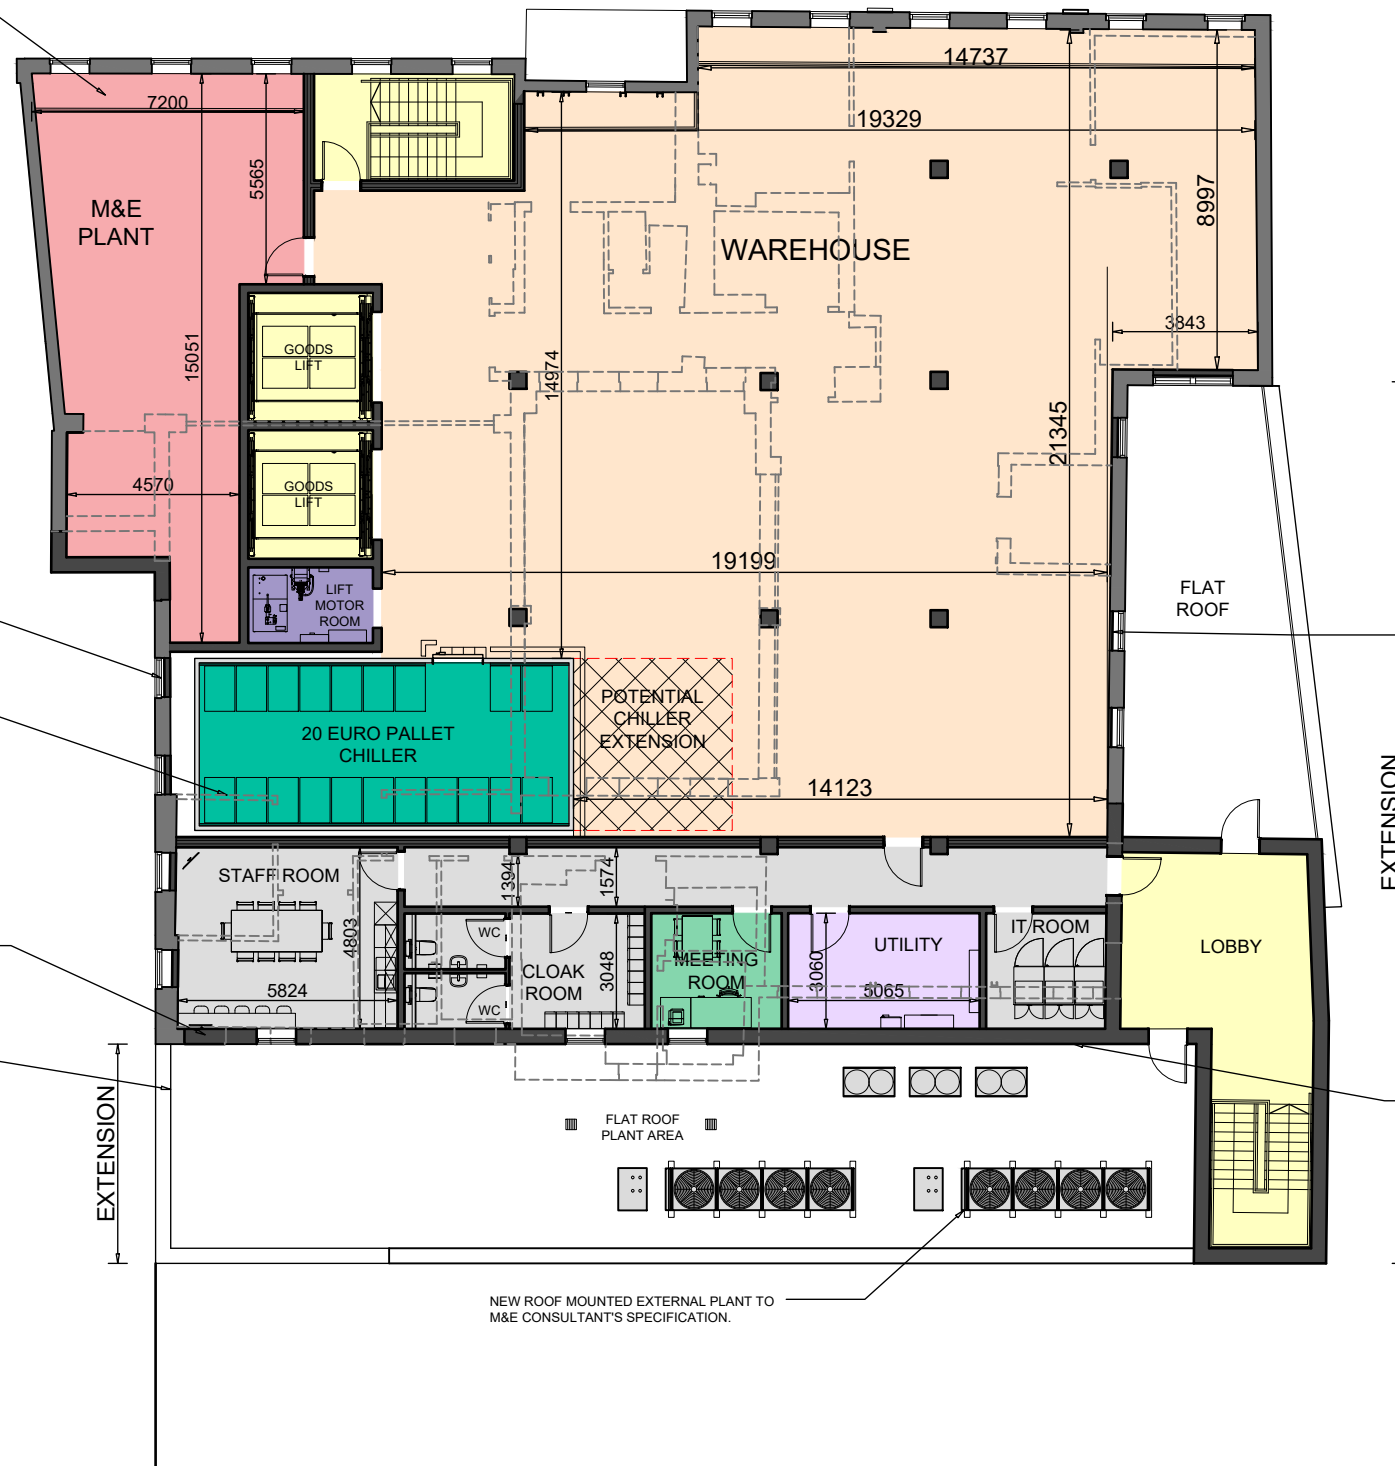 14737
7200
19329
5565
8997
M&E
PLANT
WAREHOUSE
3843
GOODS
LIFT
15051
14974
21345
4570
GOODS
LIFT
19199
LIFT
MOTOR
ROOM
FLAT
ROOF
POTENTIAL
CHILLER
EXTENSION
20 EURO PALLET
CHILLER
14123
EXTENSION
STAFF ROOM
1394
1574
4803
WC
CLOAK
ROOM
3048
MEETING
ROOM
3060
UTILITY
5065
IT ROOM
LOBBY
5824
WC
EXTENSION
FLAT ROOF
PLANT AREA
NEW ROOF MOUNTED EXTERNAL PLANT TO
M&E CONSULTANT'S SPECIFICATION.